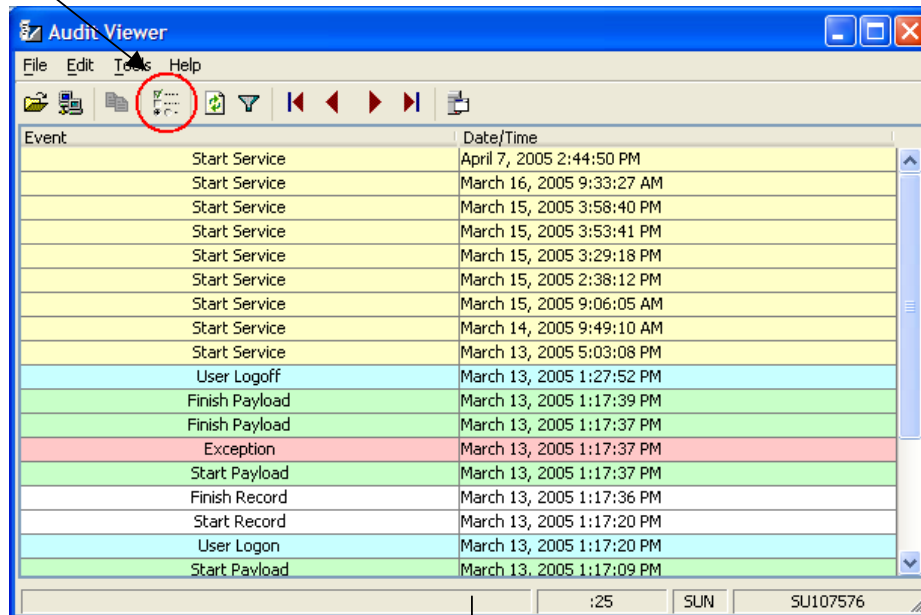 Audit Viewer
File Edit Tools Help
Event Date/Time
Start Service April 7, 2005 2:44:50 PM
Start Service March 16, 2005 9:33:27 AM
Start Service March 15, 2005 3:58:40 PM
Start Service March 15, 2005 3:53:41 PM
Start Service March 15, 2005 3:29:18 PM
Start Service March 15, 2005 2:38:12 PM
Start Service March 15, 2005 9:06:05 AM
Start Service March 14, 2005 9:49:10 AM
Start Service March 13, 2005 5:03:08 PM
User Logoff March 13, 2005 1:27:52 PM
Finish Payload March 13, 2005 1:17:39 PM
Finish Payload March 13, 2005 1:17:37 PM
Exception March 13, 2005 1:17:37 PM
Start Payload March 13, 2005 1:17:37 PM
Finish Record March 13, 2005 1:17:36 PM
Start Record March 13, 2005 1:17:20 PM
User Logon March 13, 2005 1:17:20 PM
Start Payload March 13, 2005 1:17:09 PM
:25 SUN SU107576